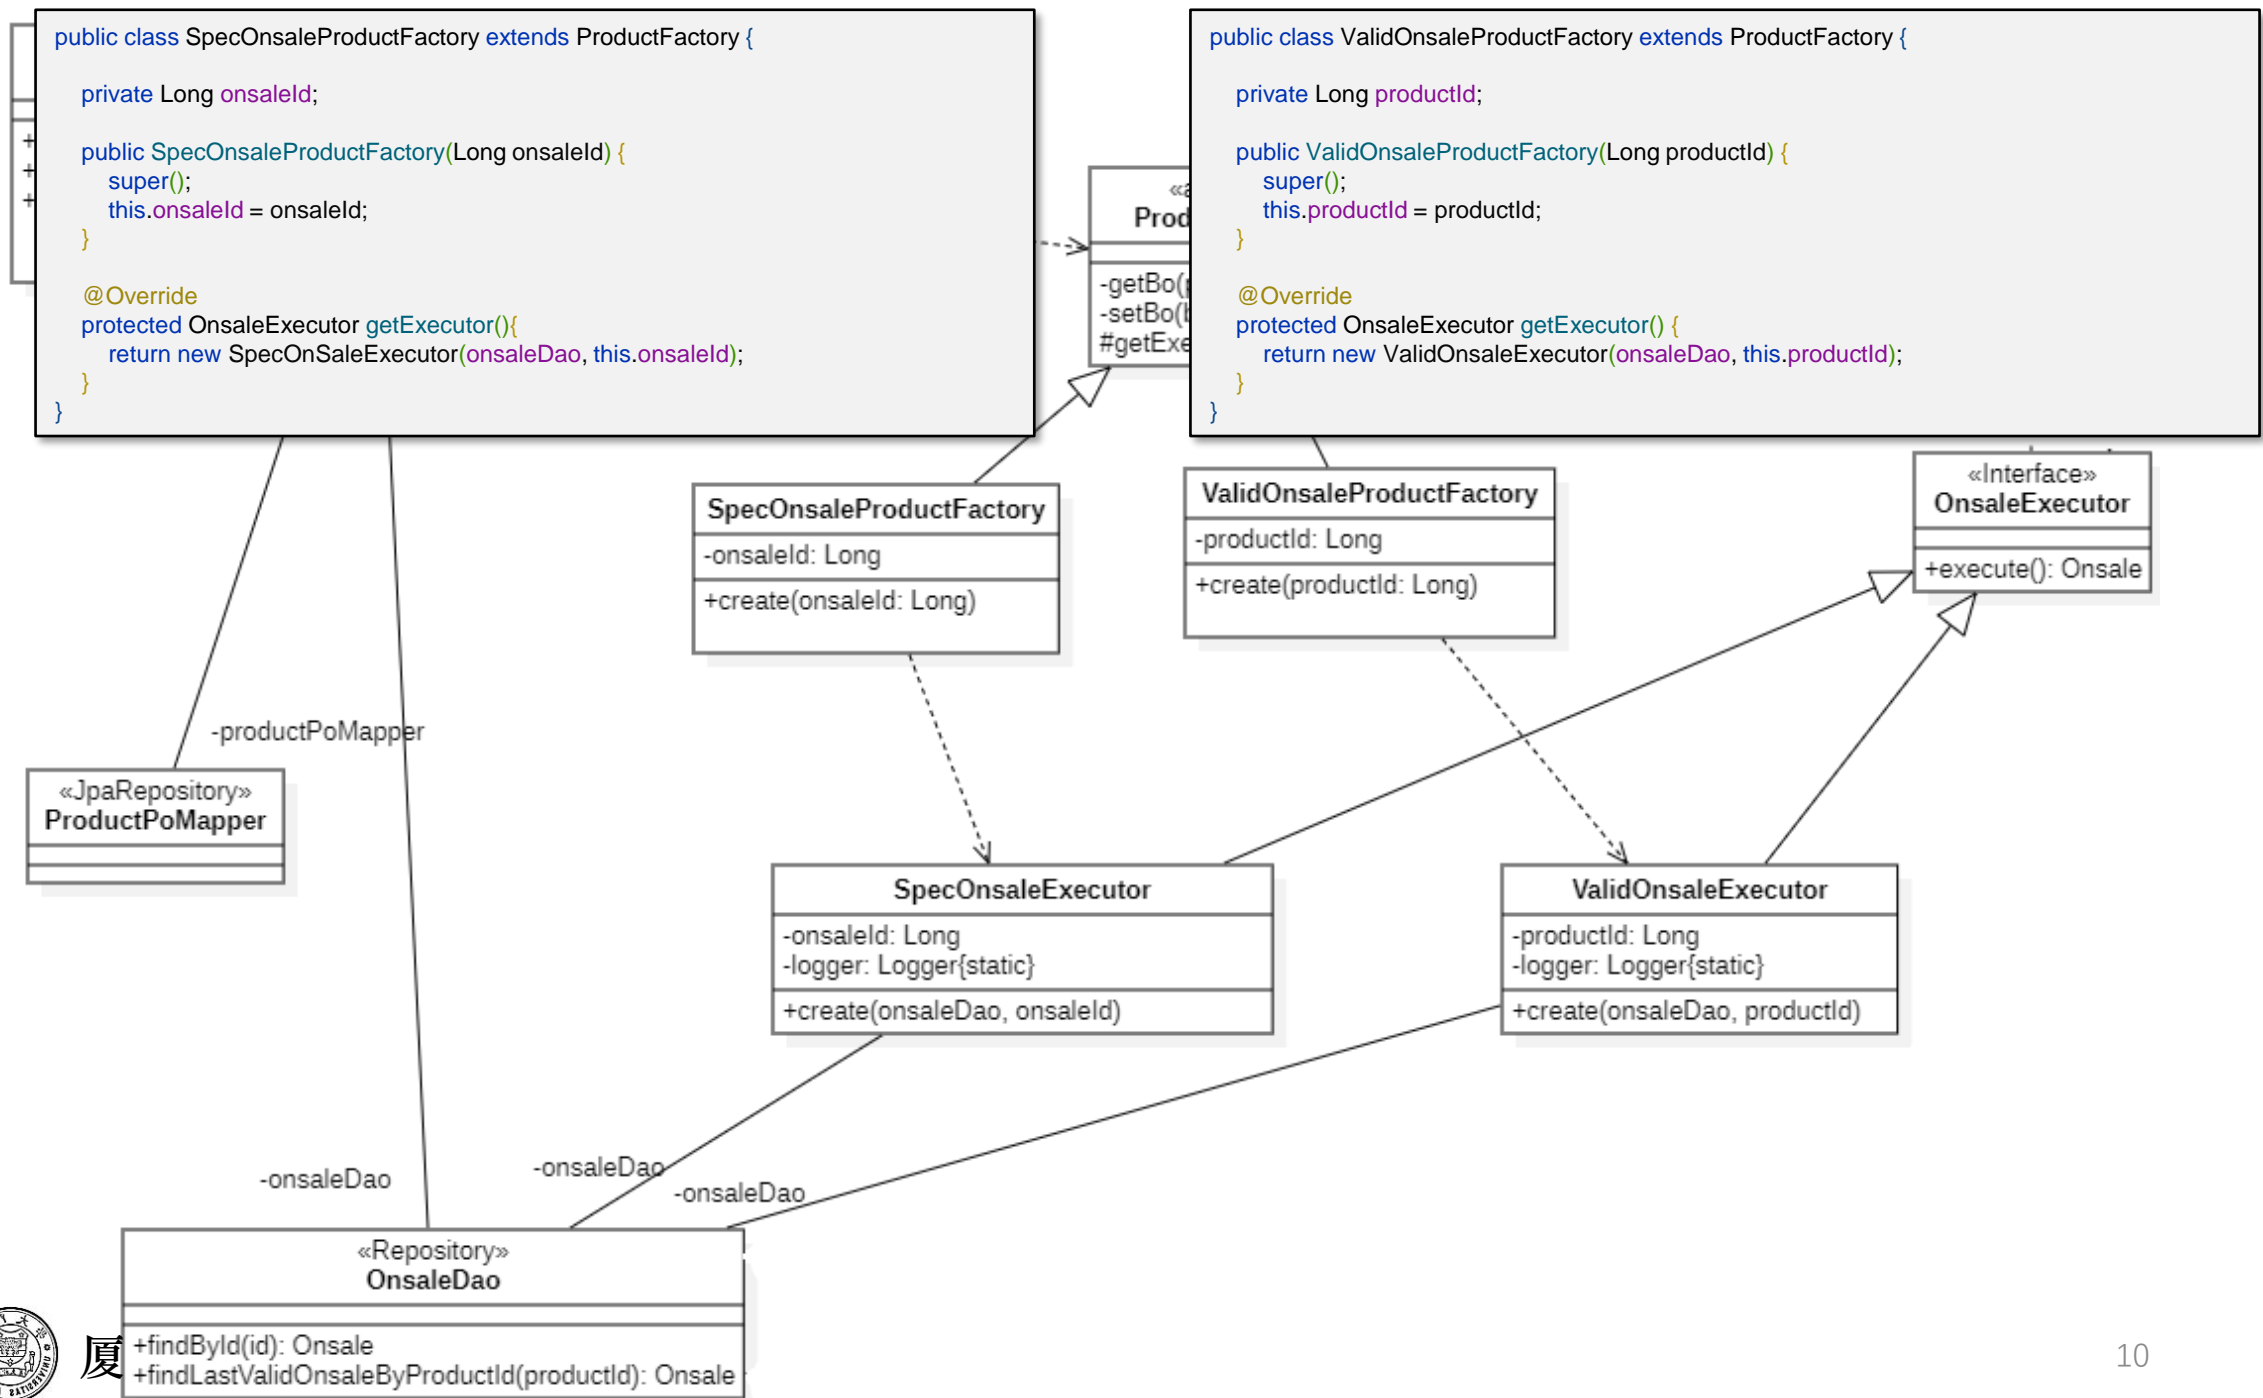 public class SpecOnsaleProductFactory extends ProductFactory {
private Long onsaleId;
public SpecOnsaleProductFactory(Long onsaleId) {
super();
this.onsaleId = onsaleId;
}
@Override
protected OnsaleExecutor getExecutor(){
return new SpecOnSaleExecutor(onsaleDao, this.onsaleId);
}
}
public class ValidOnsaleProductFactory extends ProductFactory {
private Long productId;
public ValidOnsaleProductFactory(Long productId) {
super();
this.productId = productId;
}
@Override
protected OnsaleExecutor getExecutor() {
return new ValidOnsaleExecutor(onsaleDao, this.productId);
}
}
+
+
+
«a
Prod
-getBo(p
-setBo(b
#getExe
SpecOnsaleProductFactory
-onsaleId: Long
+create(onsaleId: Long)
ValidOnsaleProductFactory
-productId: Long
+create(productId: Long)
«Interface»
OnsaleExecutor
+execute(): Onsale
-productPoMapper
«JpaRepository»
ProductPoMapper
SpecOnsaleExecutor
-onsaleId: Long
-logger: Logger{static}
+create(onsaleDao, onsaleId)
ValidOnsaleExecutor
-productId: Long
-logger: Logger{static}
+create(onsaleDao, productId)
-onsaleDao
-onsaleDao
-onsaleDao
«Repository»
OnsaleDao
+findById(id): Onsale
+findLastValidOnsaleByProductId(productId): Onsale
厦
10